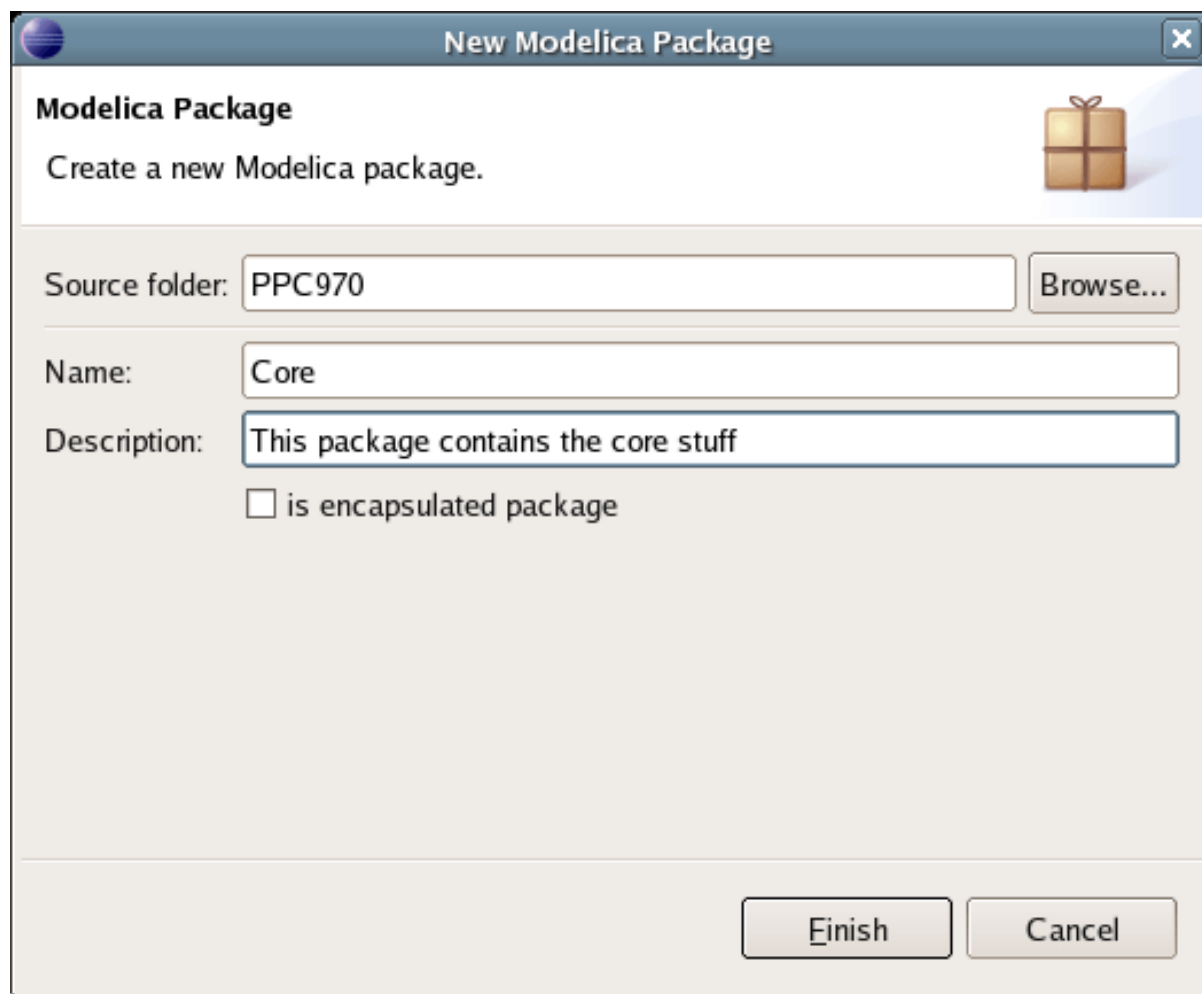 New Modelica Package
Modelica Package
Create a new Modelica package.
Source folder: PPC970 Browse...
Name: Core
Description: This package contains the core stuff
is encapsulated package
Finish Cancel